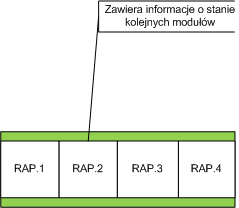 Zawiera informacje o stanie
kolejnych modułów
RAP.1
RAP.2
RAP.3
RAP.4